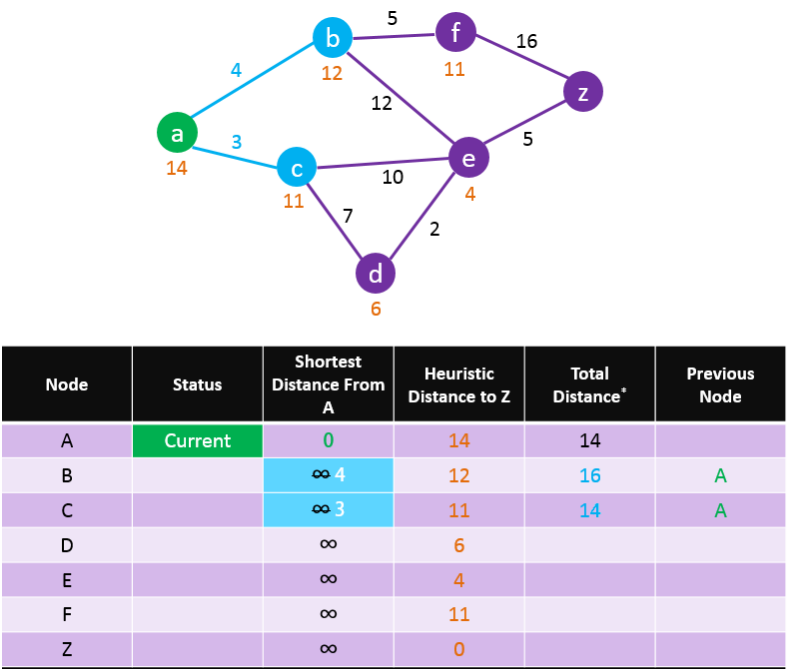 5
b
f
16
4
12
11
z
12
a
3
5
e
14
c
10
4
11
7
2
d
6
Node Status Shortest Distance From A Heuristic Distance to Z Total Distance* Previous Node
A Current 0 14 14
B ∞ 4 12 16 A
C ∞ 3 11 14 A
D ∞ 6
E ∞ 4
F ∞ 11
Z ∞ 0